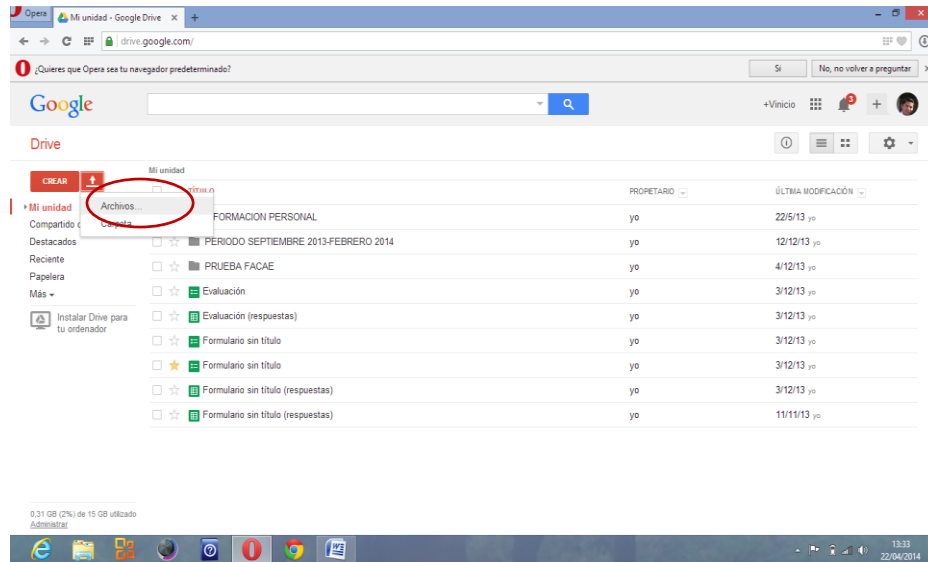 Opera Mi unidad - Google Drive × +
drive.google.com/
¿Quieres que Opera sea tu navegador predeterminado? Si No, no volver a preguntar
Google +Vinicio 3 +
Drive
CREAR Mi unidad
TÍTULO PROPIETARIO ÚLTIMA MODIFICACIÓN
Archivos...
Carpeta...
Mi unidad
FORMACION PERSONAL yo 22/5/13 yo
Compartido c
Destacados
PERIODO SEPTIEMBRE 2013-FEBRERO 2014 yo 12/12/13 yo
Reciente
PRUEBA FACAE yo 4/12/13 yo
Papelera
Más
Evaluación yo 3/12/13 yo
Instalar Drive para
tu ordenador
Evaluación (respuestas) yo 3/12/13 yo
Formulario sin título yo 3/12/13 yo
Formulario sin título yo 3/12/13 yo
Formulario sin título (respuestas) yo 3/12/13 yo
Formulario sin título (respuestas) yo 11/11/13 yo
0,31 GB (2%) de 15 GB utilizado
Administrar
13:33
22/04/2014